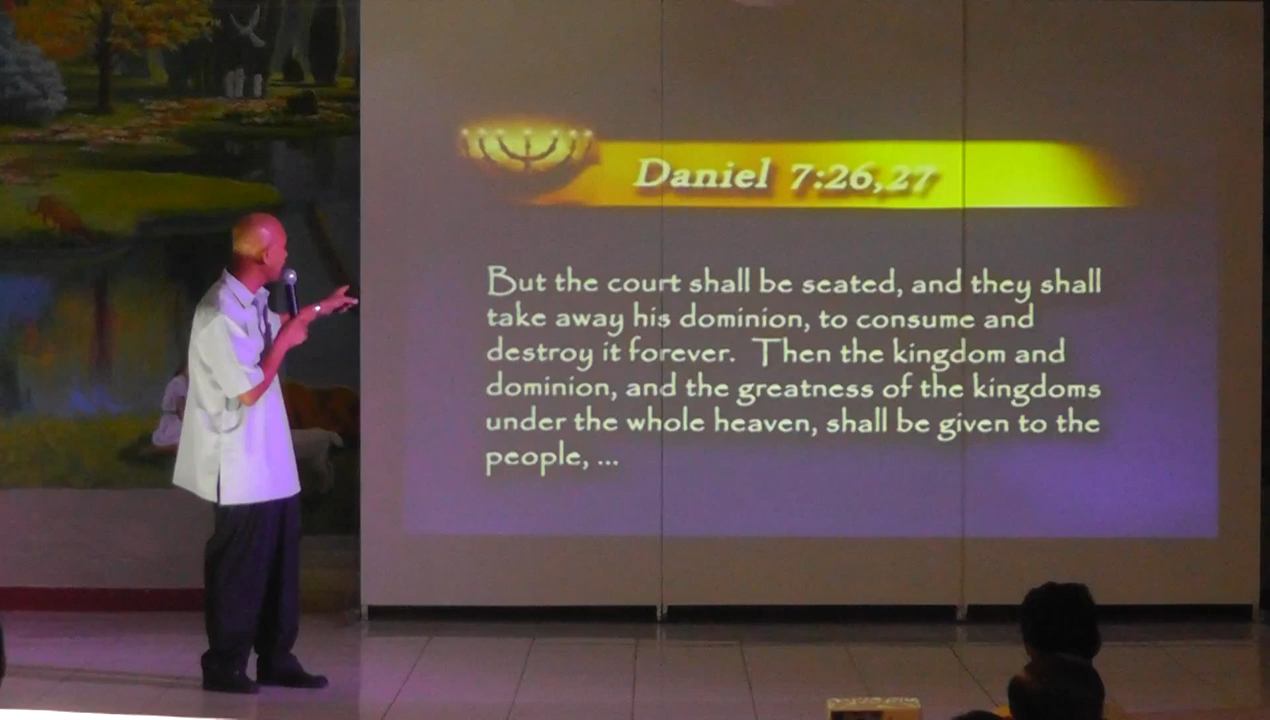 Daniel 7:26,27
But the court shall be seated, and they shall
take away his dominion, to consume and
destroy it forever. Then the kingdom and
dominion, and the greatness of the kingdoms
under the whole heaven, shall be given to the
people, ...